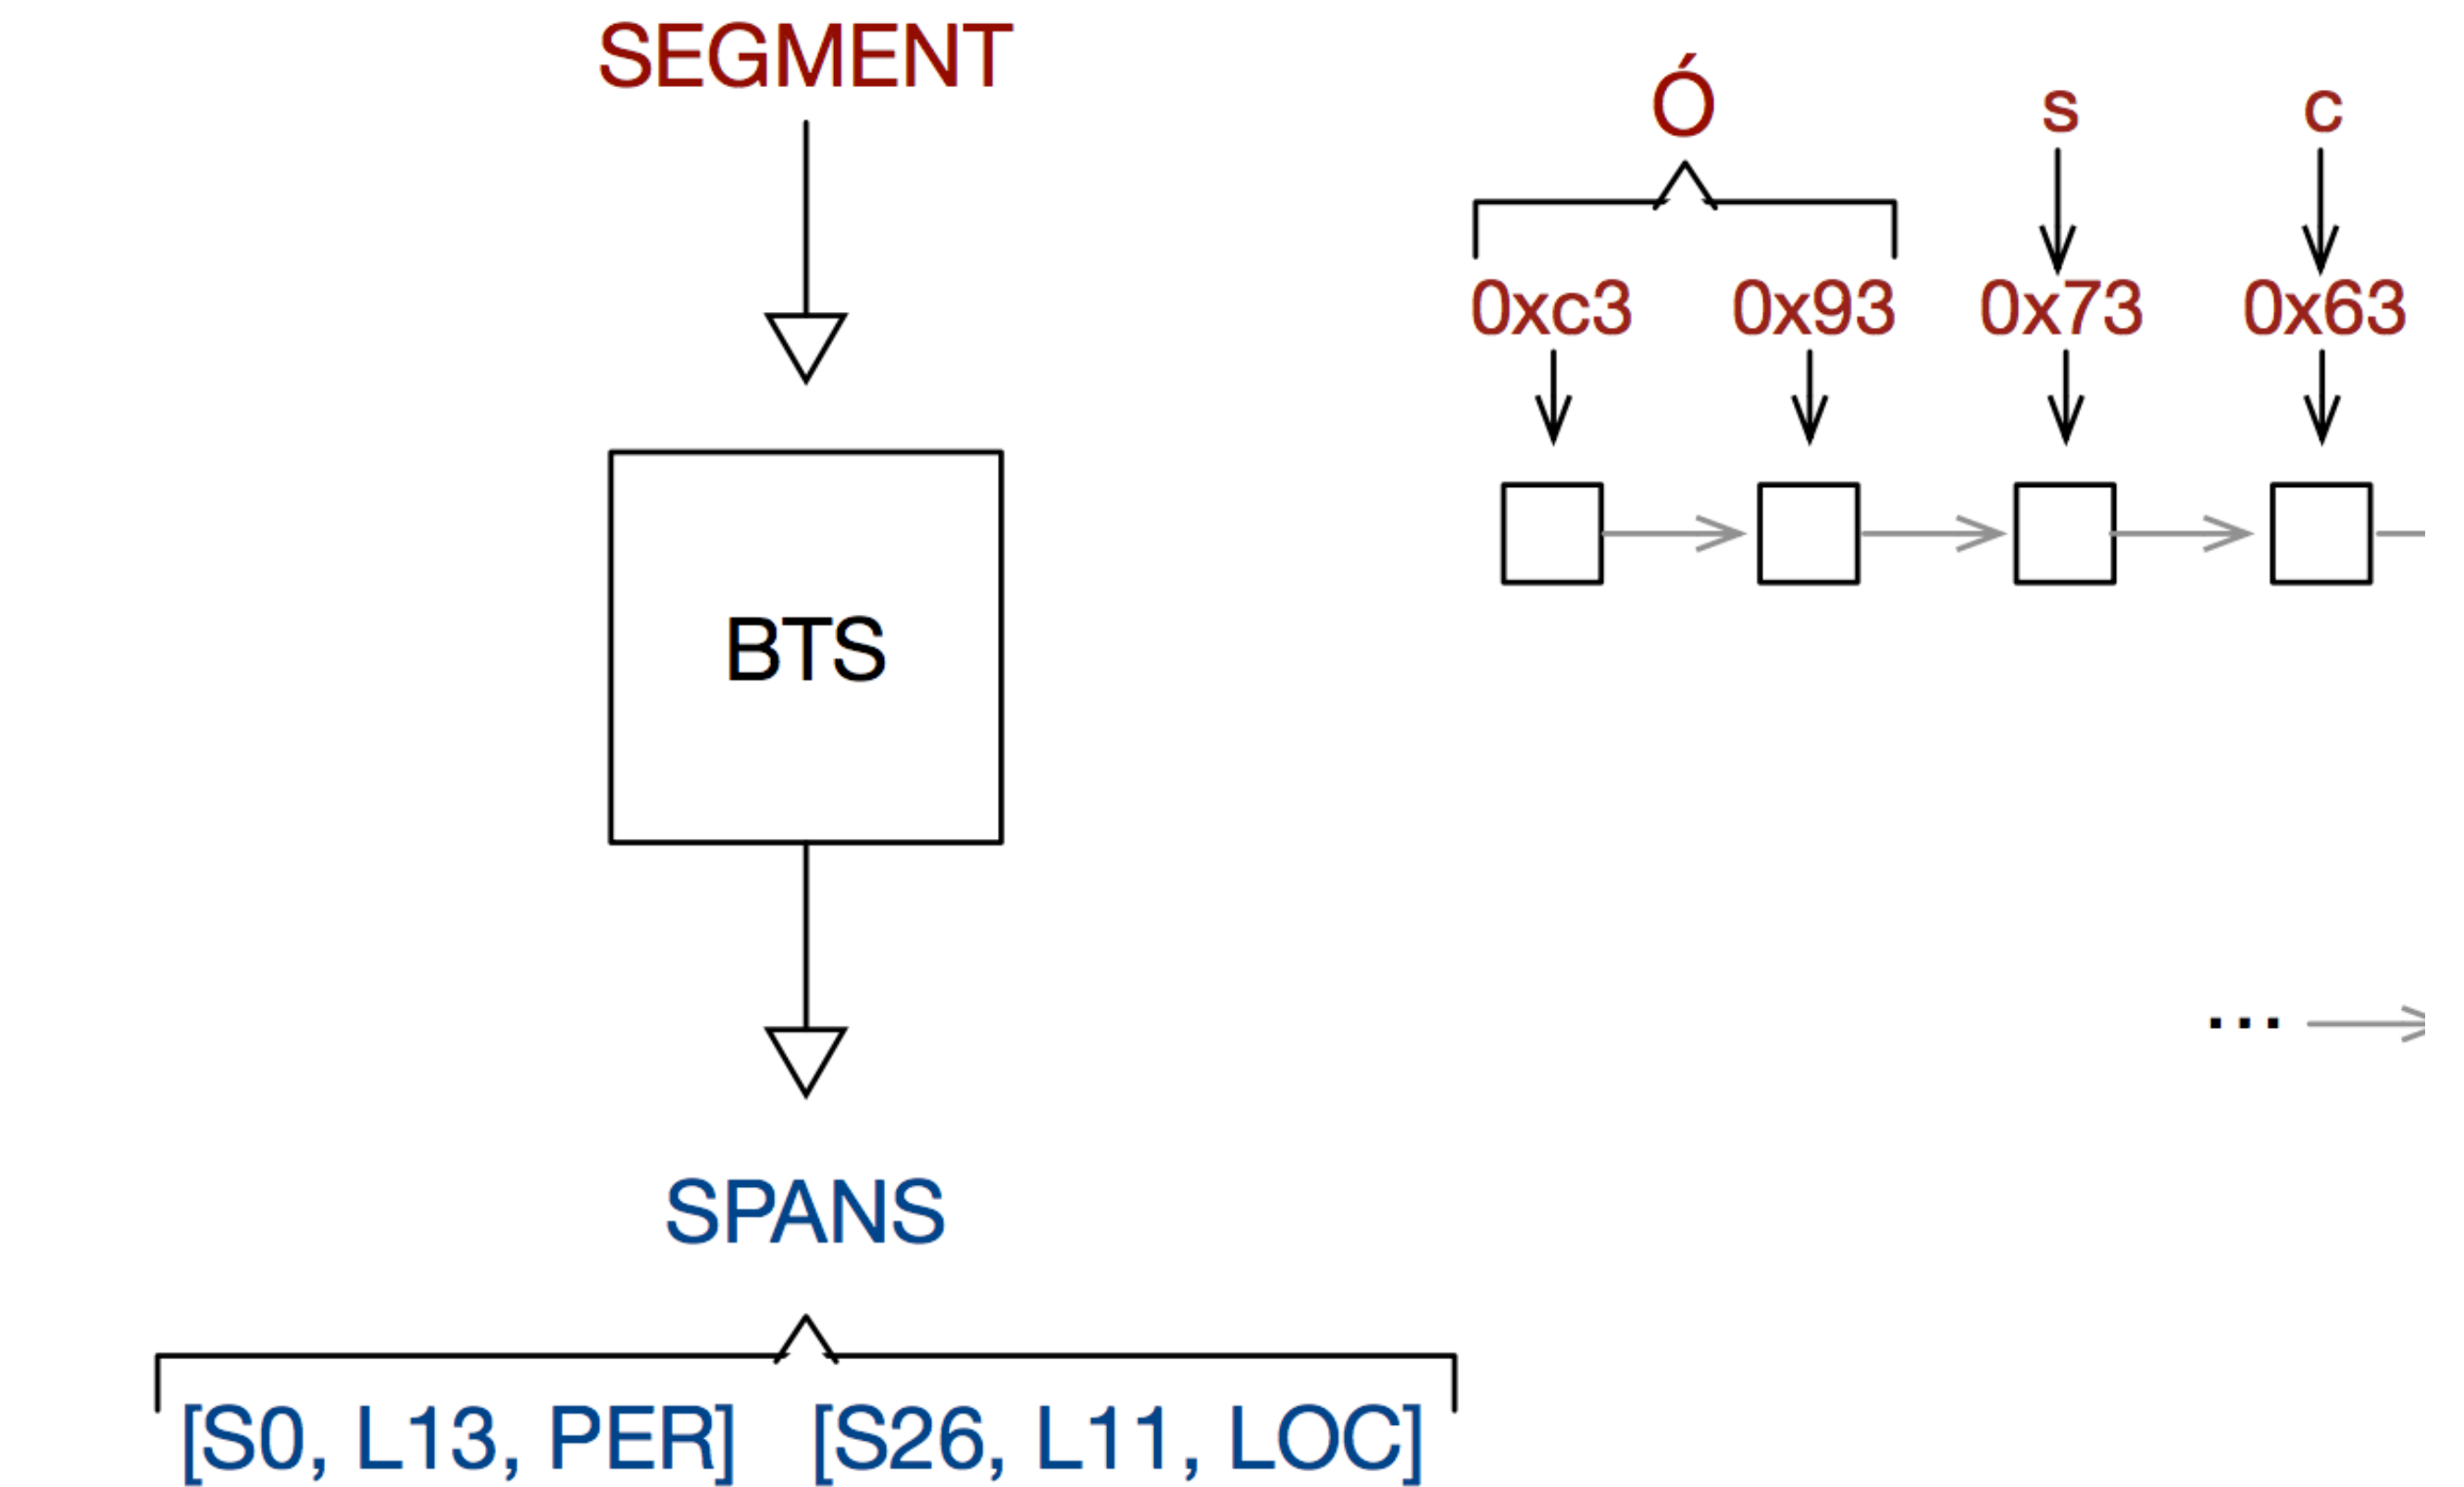 SEGMENT
Ó s c
0xc3 0x93 0x73 0x63
BTS
...
SPANS
[S0, L13, PER] [S26, L11, LOC]